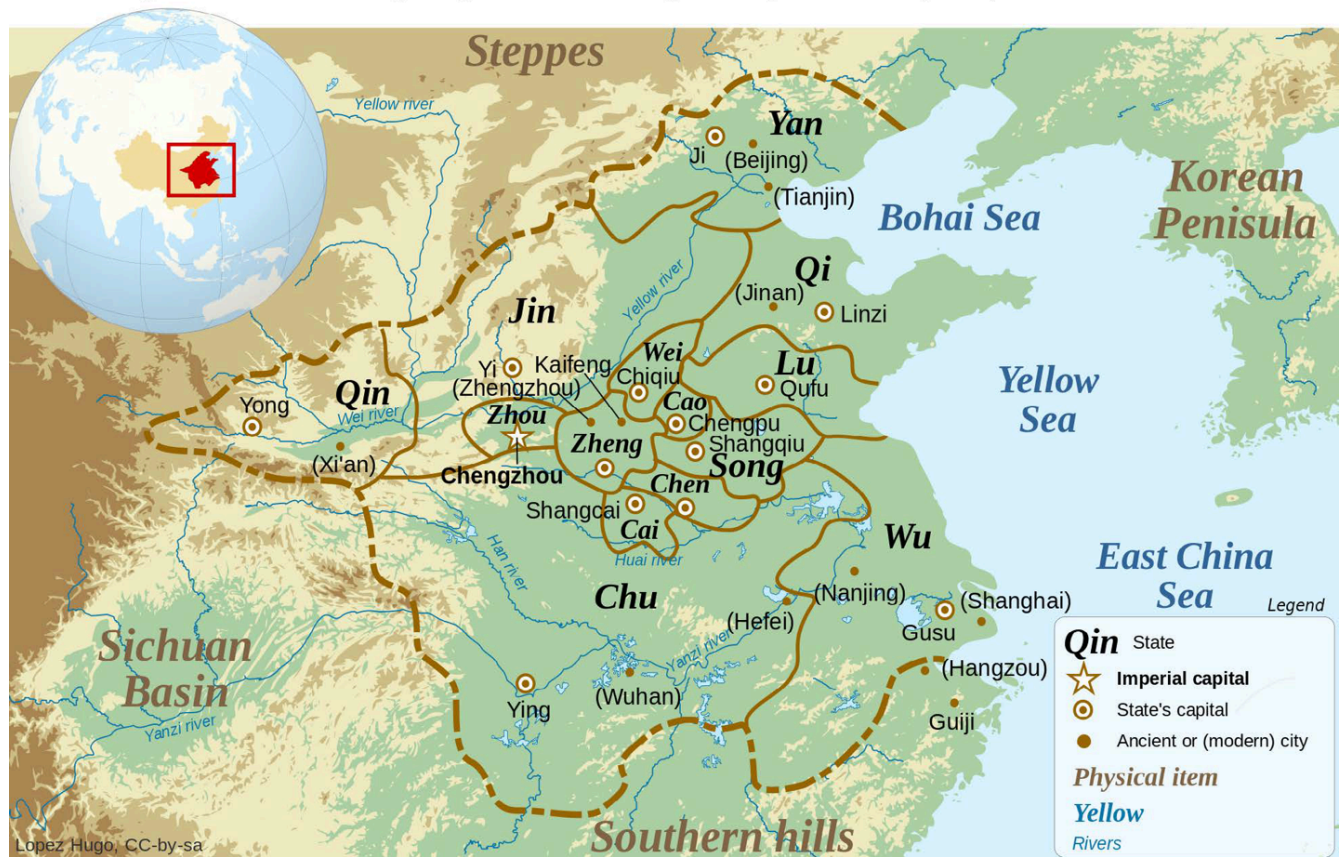 Steppes
Yellow river
Yan
Ji
(Beijing)
(Tianjin)
Korean
Penisula
Bohai Sea
Qi
(Jinan)
Linzi
Yellow river
Jin
Wei
Lu
Yi
Kaifeng
(Zhengzhou)
Chiqiu
Qufu
Yellow
Sea
Qin
Yong
Wei river
Zhou
Cao
Chengpu
Zheng
Shangqiu
(Xi'an)
Chengzhou
Song
Chen
Shangcai
Cai
Huai river
Han river
Wu
East China
Sea
Chu
(Nanjing)
(Shanghai)
(Hefei)
Gusu
Sichuan
Basin
Yanzi river
(Hangzou)
Ying
(Wuhan)
Guiji
Yanzi river
Southern hills
Legend
Qin State
Imperial capital
State's capital
Ancient or (modern) city
Physical item
Yellow
Rivers
Lopez Hugo, CC-by-sa